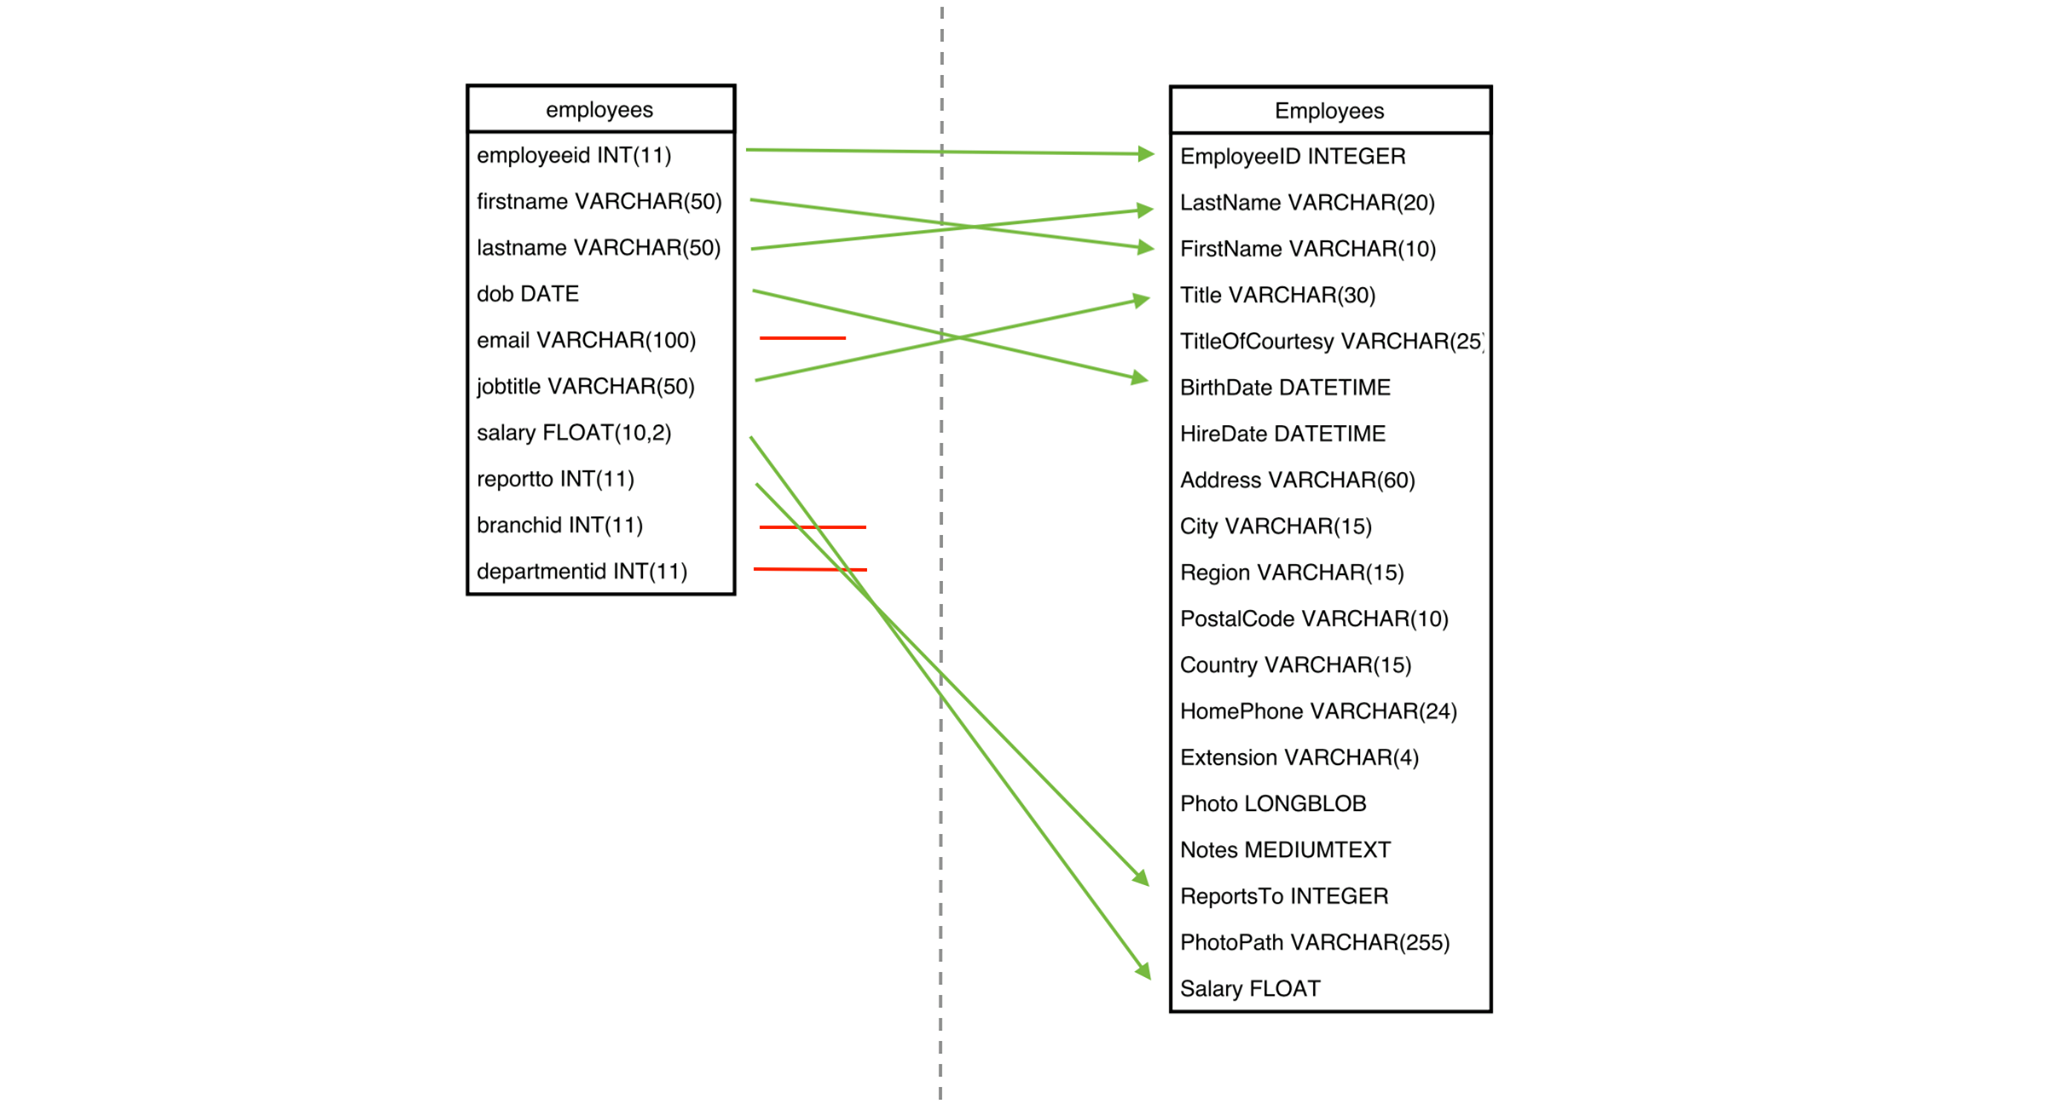 employees
employeeid INT(11)
firstname VARCHAR(50)
lastname VARCHAR(50)
dob DATE
email VARCHAR(100)
jobtitle VARCHAR(50)
salary FLOAT(10,2)
reportto INT(11)
branchid INT(11)
departmentid INT(11)
Employees
EmployeeID INTEGER
LastName VARCHAR(20)
FirstName VARCHAR(10)
Title VARCHAR(30)
TitleOfCourtesy VARCHAR(25)
BirthDate DATETIME
HireDate DATETIME
Address VARCHAR(60)
City VARCHAR(15)
Region VARCHAR(15)
PostalCode VARCHAR(10)
Country VARCHAR(15)
HomePhone VARCHAR(24)
Extension VARCHAR(4)
Photo LONGBLOB
Notes MEDIUMTEXT
ReportsTo INTEGER
PhotoPath VARCHAR(255)
Salary FLOAT